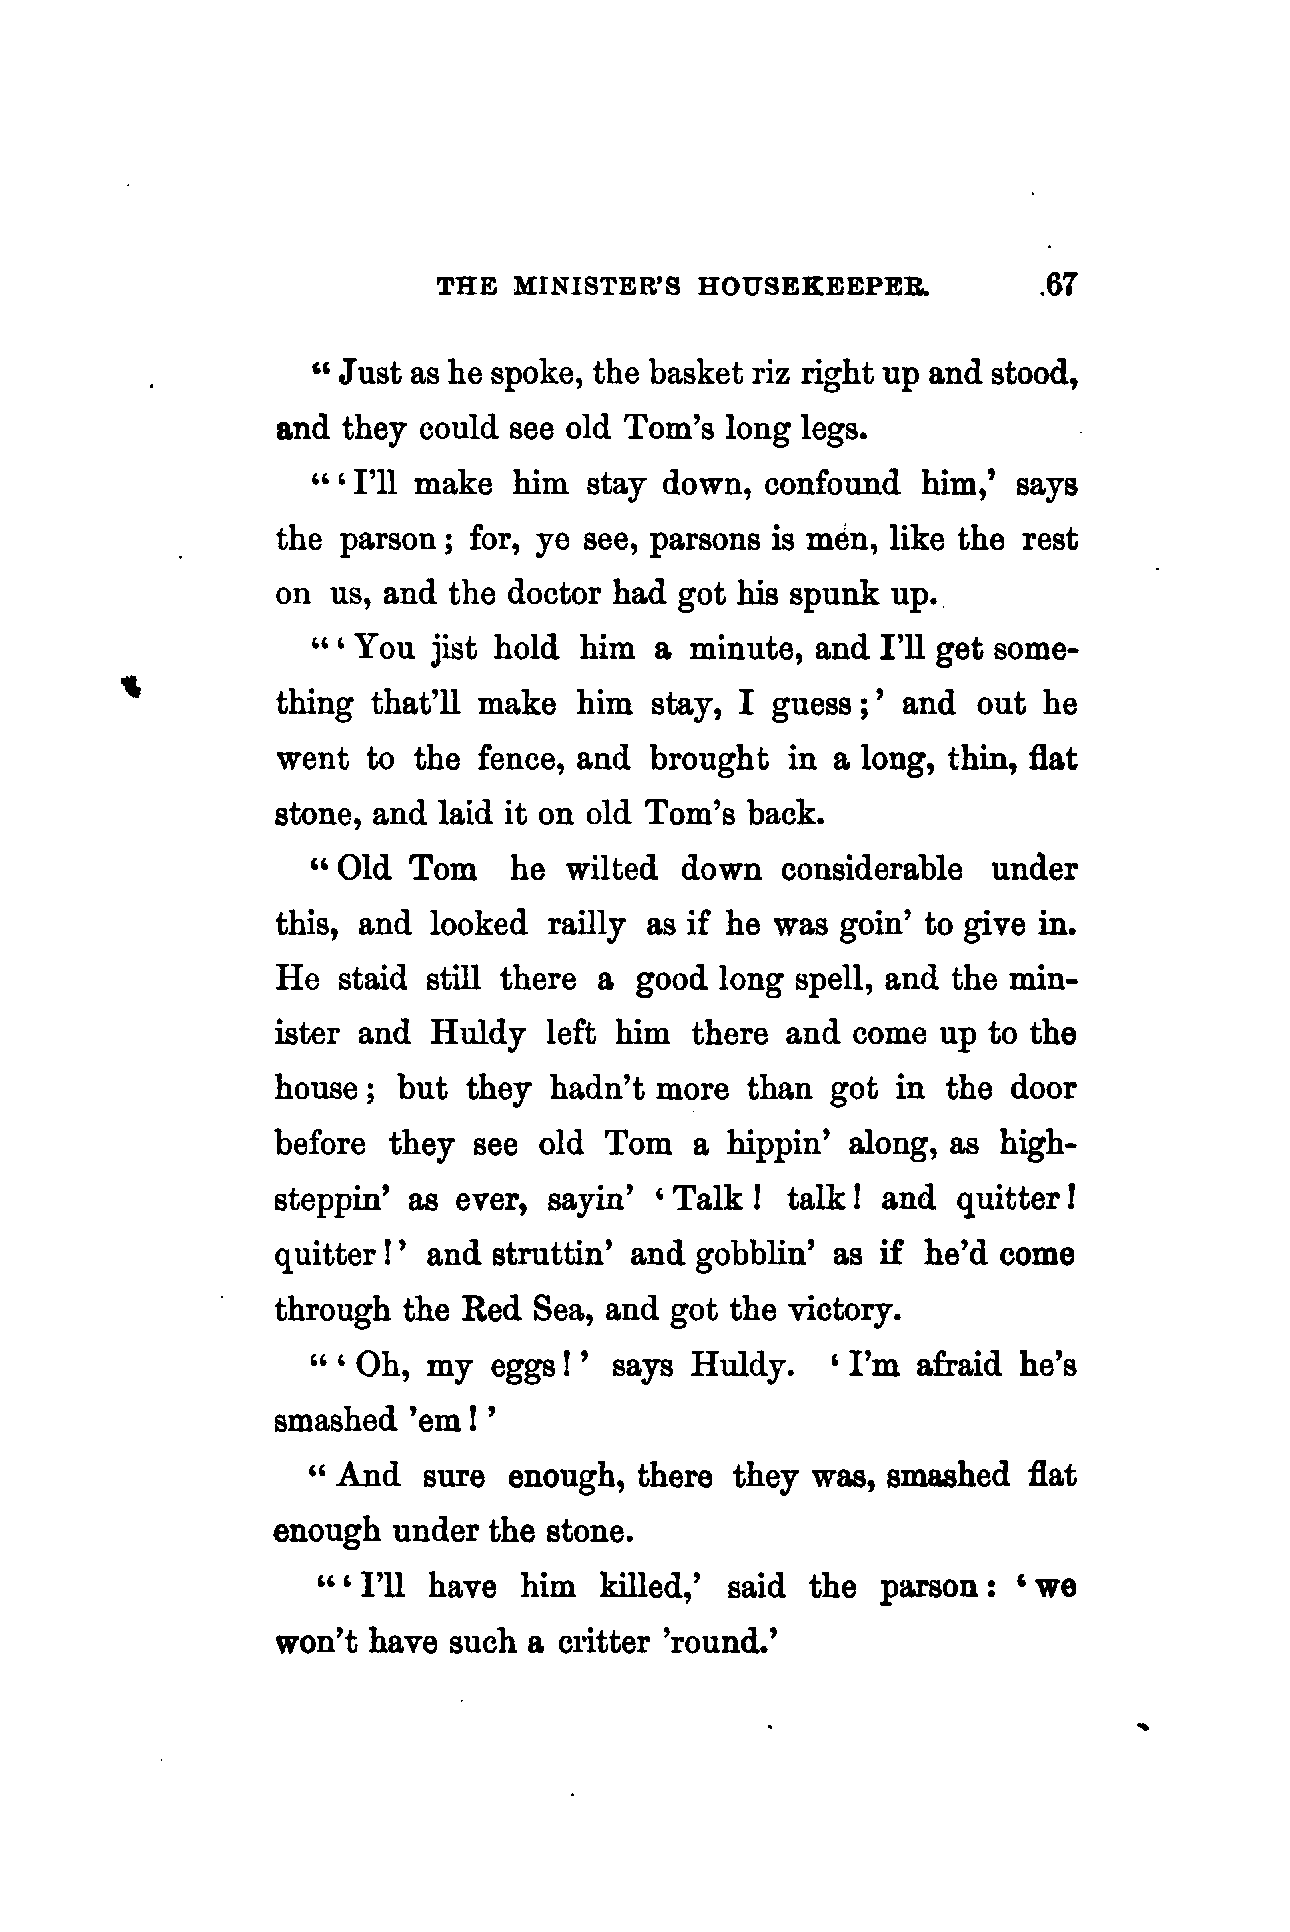 THE MINISTER'S HOUSEKEEPER. 67
“Just as he spoke, the basket riz right up and stood,
and they could see old Tom’s long legs.
“‘I’ll make him stay down, confound him,’ says
the parson; for, ye see, parsons is men, like the rest
on us, and the doctor had got his spunk up.
“‘You jist hold him a minute, and I’ll get some-
thing that’ll make him stay, I guess;’ and out he
went to the fence, and brought in a long, thin, flat
stone, and laid it on old Tom’s back.
“Old Tom he wilted down considerable under
this, and looked railly as if he was goin’ to give in.
He staid still there a good long spell, and the min-
ister and Huldy left him there and come up to the
house; but they hadn’t more than got in the door
before they see old Tom a hippin’ along, as high-
steppin’ as ever, sayin’ ‘Talk! talk! and quitter!
quitter!’ and struttin’ and gobblin’ as if he’d come
through the Red Sea, and got the victory.
“‘Oh, my eggs!’ says Huldy. ‘I’m afraid he’s
smashed ’em!’
“And sure enough, there they was, smashed flat
enough under the stone.
“‘I’ll have him killed,’ said the parson: ‘we
won’t have such a critter ’round.’